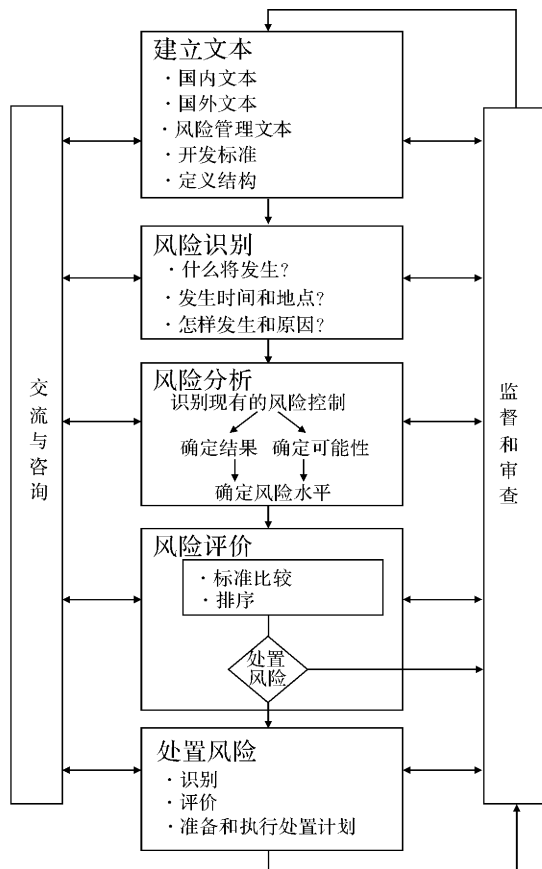 建立文本
·国内文本
·国外文本
·风险管理文本
·开发标准
·定义结构
风险识别
·什么将发生?
·发生时间和地点?
·怎样发生和原因?
风险分析
识别现有的风险控制
确定结果 确定可能性
确定风险水平
风险评价
·标准比较
·排序
处置
风险
处置风险
·识别
·评价
·准备和执行处置计划
交流与咨询
监督和审查